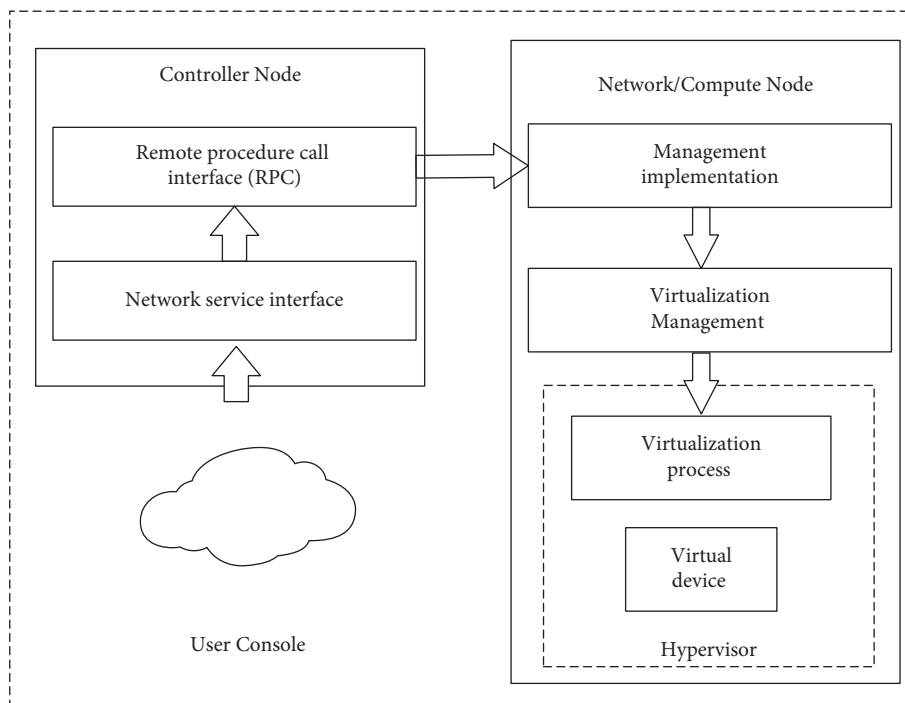 Controller Node
Remote procedure call
interface (RPC)
Network service interface
User Console
Network/Compute Node
Management
implementation
Virtualization
Management
Virtualization
process
Virtual
device
Hypervisor